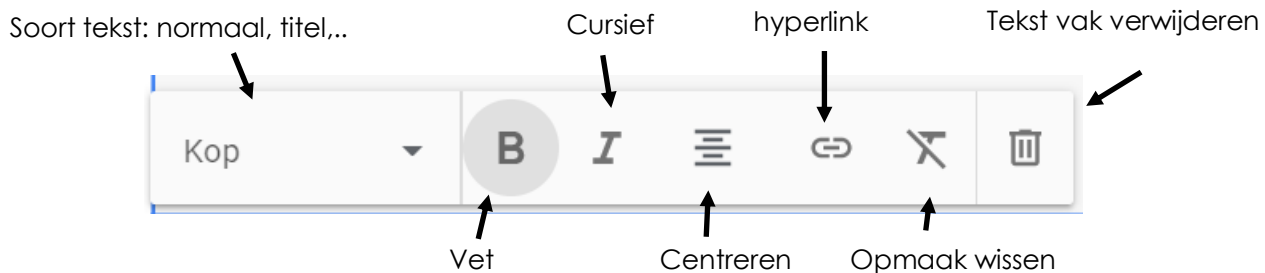 Soort tekst: normaal, titel,..
Cursief
hyperlink
Tekst vak verwijderen
Kop
B
I
Vet
Centreren
Opmaak wissen